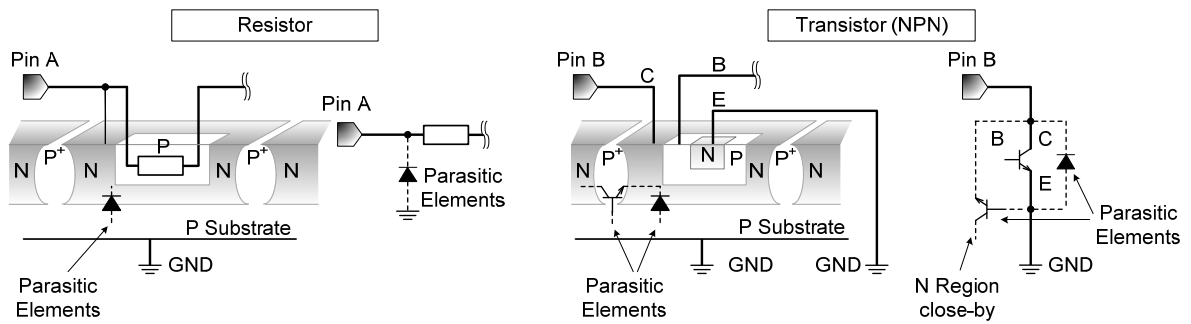 Resistor
Pin A
N
P+
N
P
N
P+
N
P Substrate
GND
Parasitic
Elements
Pin A
Parasitic
Elements
Transistor (NPN)
Pin B
C
B
E
N
P+
N
N
P
N
P+
N
P Substrate
GND
GND
Parasitic
Elements
Pin B
B
C
E
Parasitic
Elements
GND
N Region
close-by